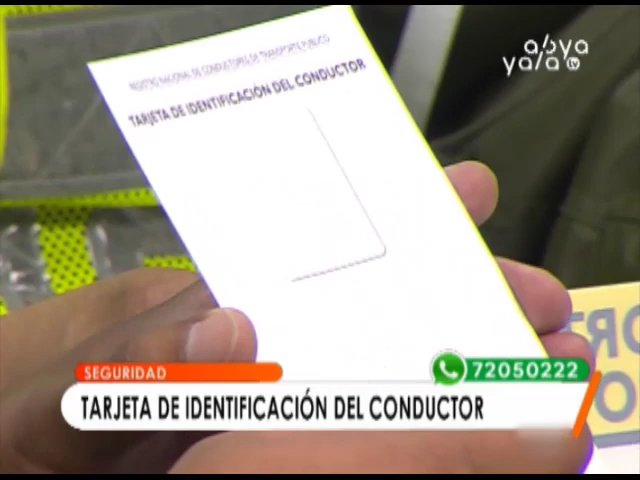 abya
yala tv
REGISTRO NACIONAL DE CONDUCTORES DE TRANSPORTE PÚBLICO
TARJETA DE IDENTIFICACIÓN DEL CONDUCTOR
ORT
O
SEGURIDAD
72050222
TARJETA DE IDENTIFICACIÓN DEL CONDUCTOR